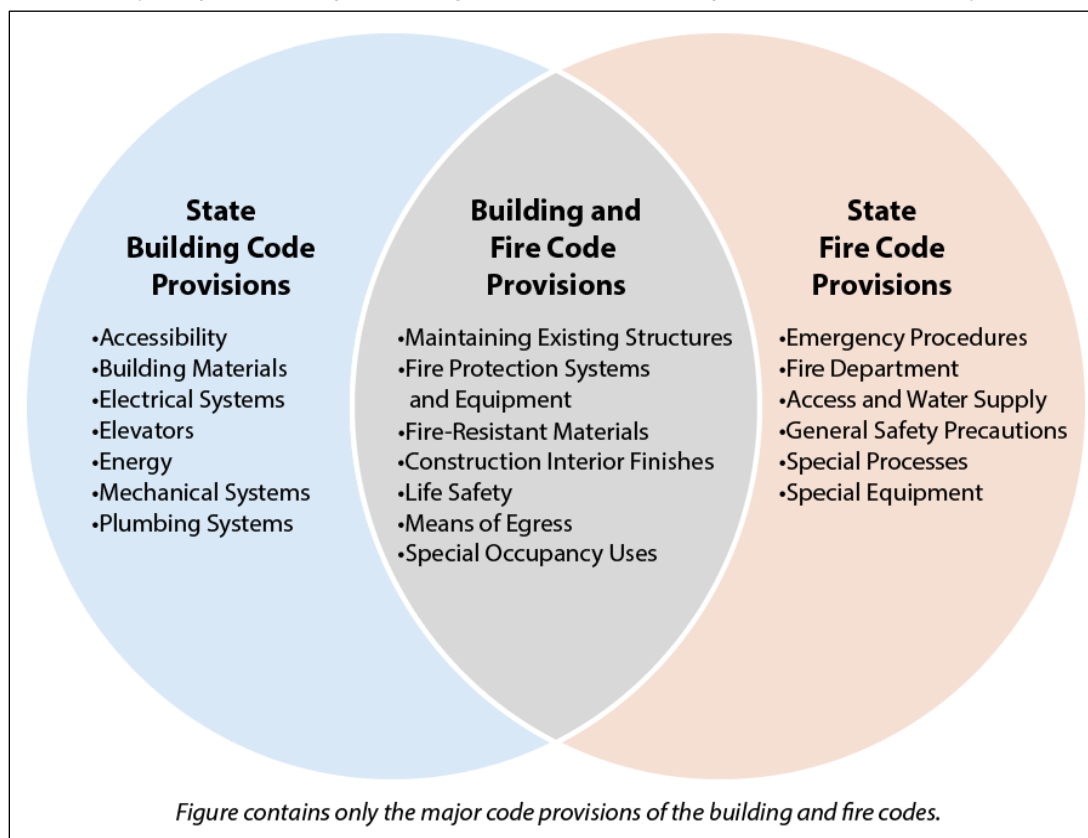 State
Building Code
Provisions
•Accessibility
•Building Materials
•Electrical Systems
•Elevators
•Energy
•Mechanical Systems
•Plumbing Systems
Building and
Fire Code
Provisions
•Maintaining Existing Structures
•Fire Protection Systems
and Equipment
•Fire-Resistant Materials
•Construction Interior Finishes
•Life Safety
•Means of Egress
•Special Occupancy Uses
State
Fire Code
Provisions
•Emergency Procedures
•Fire Department
•Access and Water Supply
•General Safety Precautions
•Special Processes
•Special Equipment
Figure contains only the major code provisions of the building and fire codes.